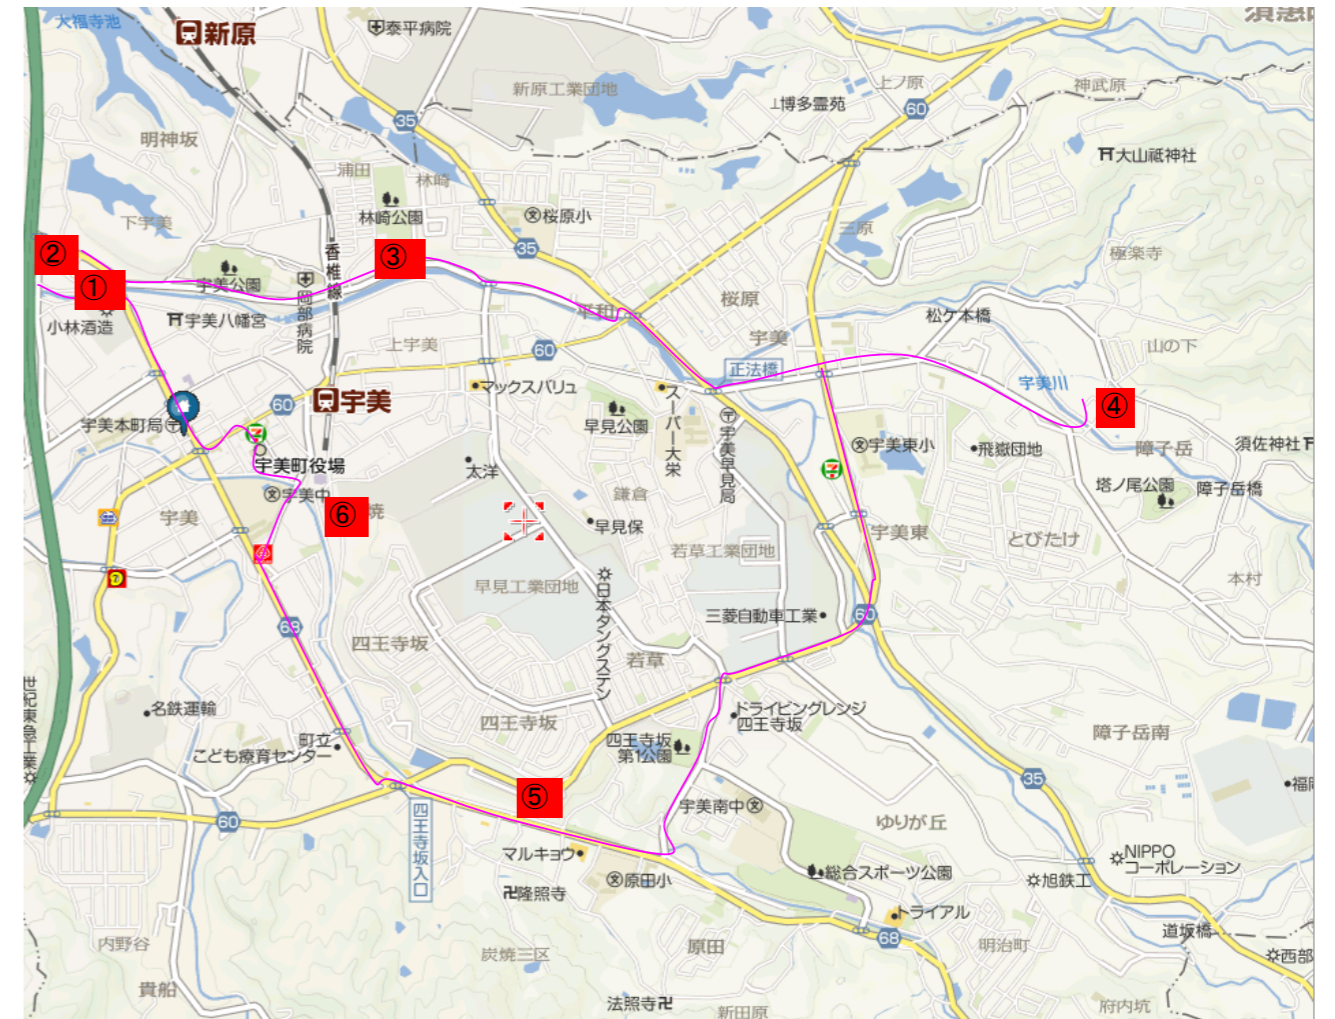 大福寺池
新原
泰平病院
須恵
新原工業団地
上ノ原
神武原
博多霊苑
60
35
明神坂
浦田
林崎
大山祇神社
林崎公園
桜原小
下宇美
三原
35
極楽寺
②
③
香椎線
①
宇美公園
岡部病院
小林酒造
宇美八幡宮
平和
桜原
松ケ本橋
宇美
上宇美
60
山の下
正法橋
マックスバリュ
宇美川
60
宇美
スーパー大栄
④
宇美本町局
早見公園
宇美早見局
宇美東小
飛嶽団地
障子岳
須佐神社
宇美町役場
太洋
塔ノ尾公園
障子岳橋
宇美中
鎌倉
⑥
焼
宇美
早見保
宇美東
とびたけ
若草工業団地
早見工業団地
本村
日本タングステン
三菱自動車工業
60
68
四王寺坂
若草
世紀東急工業
名鉄運輸
ドライビングレンジ
四王寺坂
四王寺坂
町立
こども療育センター
四王寺坂
第1公園
障子岳南
35
⑤
福岡
60
四王寺坂入口
宇美南中
ゆりが丘
マルキョウ
NIPPO
コーポレーション
総合スポーツ公園
原田小
旭鉄工
隆照寺
トライアル
道坂橋
68
内野谷
炭焼三区
原田
明治町
西部
貴船
法照寺
新田原
府内坑